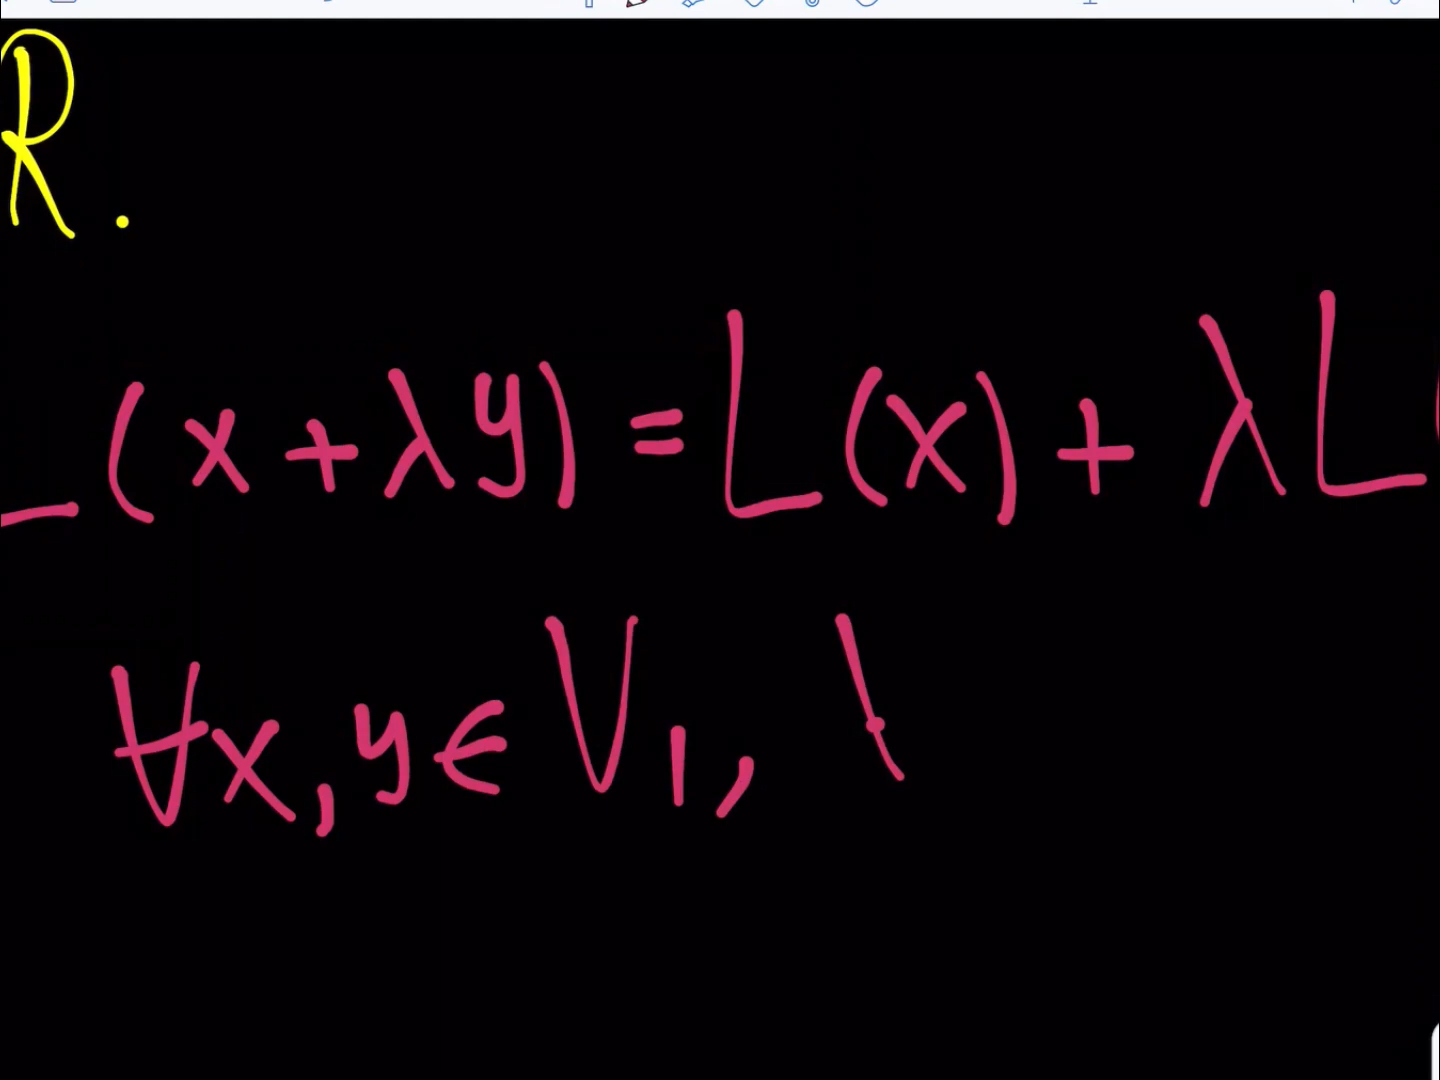 R.
L(x+λy)=L(x)+λL(
∀x,y∈V₁, \